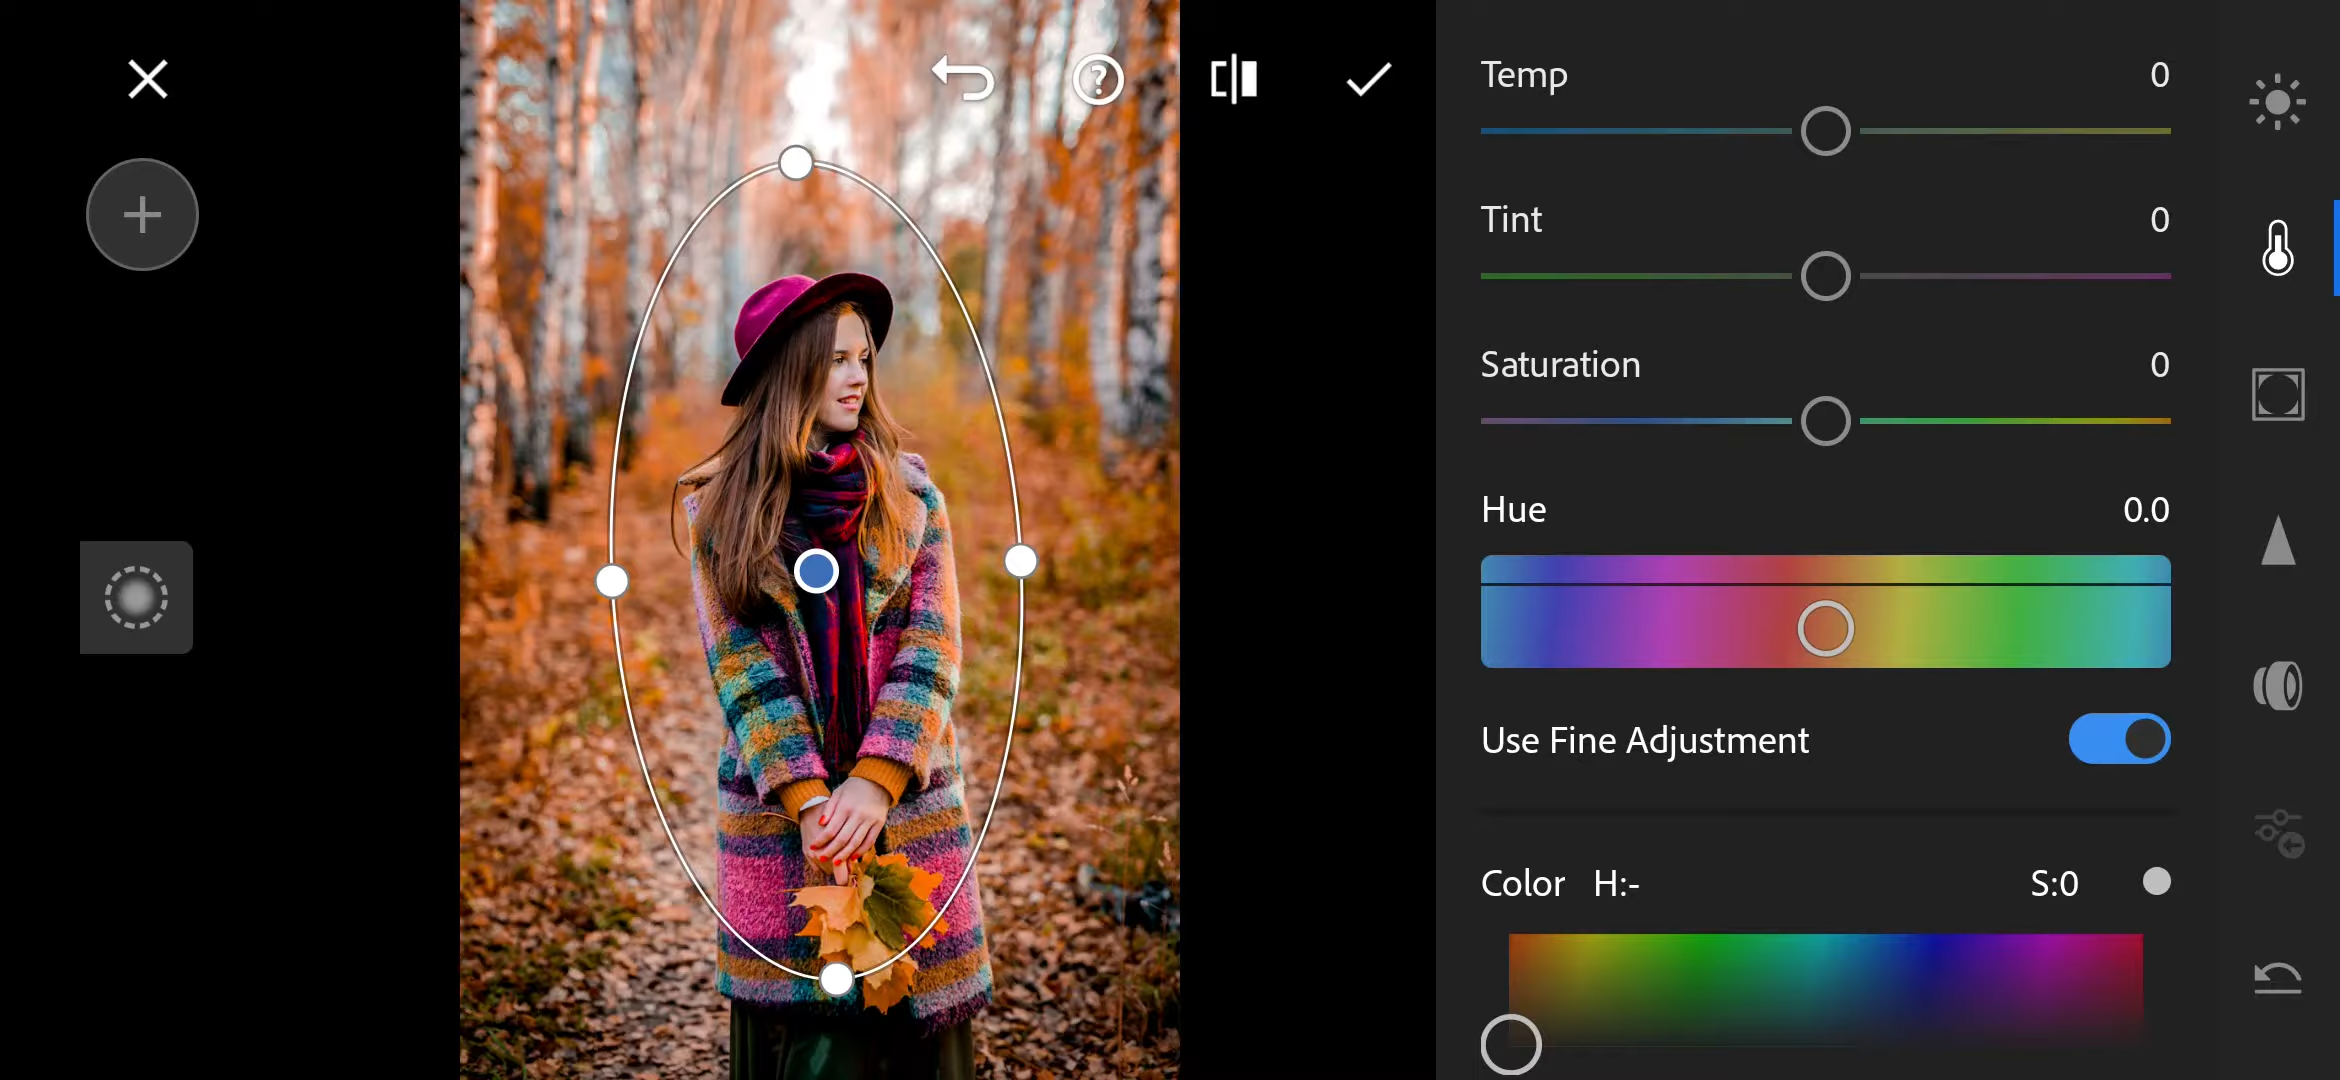 Temp 0
Tint 0
Saturation 0
Hue 0.0
Use Fine Adjustment
Color H:- S:0